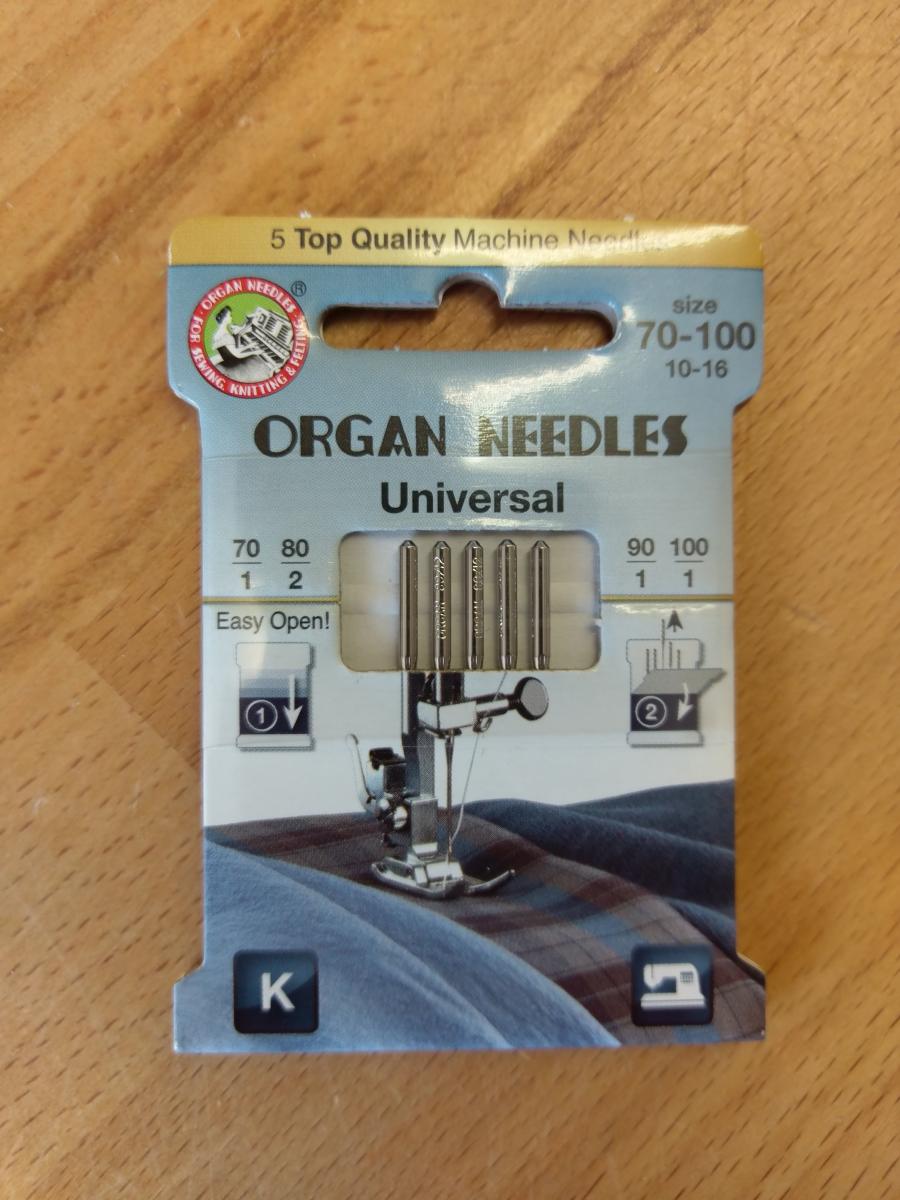 5 Top Quality Machine Needles
ORGAN NEEDLES
FOR SEWING, KNITTING & FELTING
®
size
70-100
10-16
ORGAN NEEDLES
Universal
70 80
1 2
90 100
1 1
Easy Open!
1
2
K